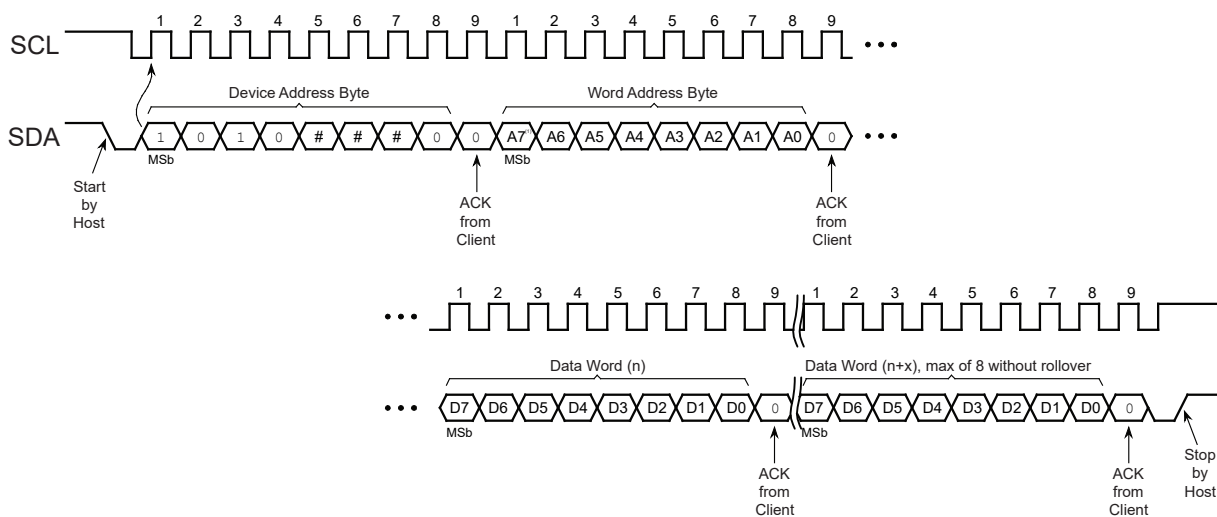 1 2 3 4 5 6 7 8 9 1 2 3 4 5 6 7 8 9
SCL
Device Address Byte Word Address Byte
SDA 1 0 1 0 # # # 0 0 A7(1) A6 A5 A4 A3 A2 A1 A0 0
MSb MSb
Start
by
Host
ACK
from
Client
ACK
from
Client
1 2 3 4 5 6 7 8 9 1 2 3 4 5 6 7 8 9
Data Word (n) Data Word (n+x), max of 8 without rollover
D7 D6 D5 D4 D3 D2 D1 D0 0 D7 D6 D5 D4 D3 D2 D1 D0 0
MSb MSb
ACK
from
Client
ACK
from
Client
Stop
by
Host